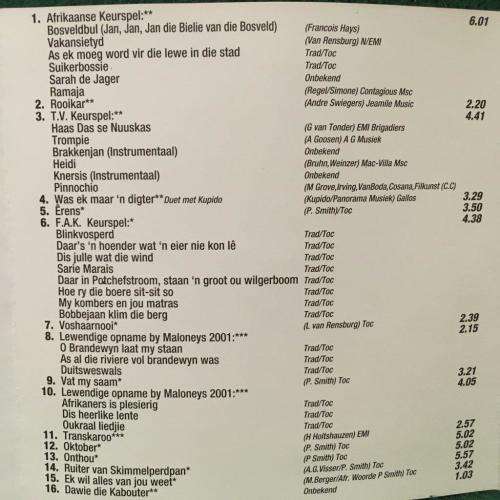 1. Afrikaanse Keurspel:** 6.01
Bosveldbul (Jan, Jan, Jan die Bielie van die Bosveld) (Francois Hays)
Vakansietyd (Van Rensburg) N/EMI
As ek moeg word vir die lewe in die stad Trad/Toc
Suikerbossie Trad/Toc
Sarah de Jager Onbekend
Ramaja (Regel/Simone) Contagious Msc
2. Rooikar** (Andre Swiegers) Jeamile Music 2.20
3. T.V. Keurspel:** 4.41
Haas Das se Nuuskas (G van Tonder) EMI Brigadiers
Trompie (A Goosen) A G Musiek
Brakkenjan (Instrumentaal) Onbekend
Heidi (Bruhn,Weinzer) Mac-Villa Msc
Knersis (Instrumentaal) Onbekend
Pinnochio (M Grove,Irving,VanBoda,Cosana,Filkunst (C.C)
4. Was ek maar 'n digter** Duet met Kupido (Kupido/Panorama Musiek) Gallos 3.29
5. Êrens* (P. Smith)/Toc 3.50
6. F.A.K. Keurspel:* 4.38
Blinkvosperd Trad/Toc
Daar's 'n hoender wat 'n eier nie kon lê Trad/Toc
Dis julle wat die wind Trad/Toc
Sarie Marais Trad/Toc
Daar in Potchefstroom, staan 'n groot ou wilgerboom Trad/Toc
Hoe ry die boere sit-sit so Trad/Toc
My kombers en jou matras Trad/Toc
Bobbejaan klim die berg Trad/Toc
7. Voshaarnooi* (L van Rensburg) Toc 2.39
8. Lewendige opname by Maloneys 2001:*** 2.15
O Brandewyn laat my staan Trad/Toc
As al die riviere vol brandewyn was Trad/Toc
Duitsweswals Trad/Toc
9. Vat my saam* (P. Smith) Toc 3.21
10. Lewendige opname by Maloneys 2001:*** 4.05
Afrikaners is plesierig Trad/Toc
Dis heerlike lente Trad/Toc
Oukraal liedjie Trad/Toc
11. Transkaroo*** (H Holtshauzen) EMI 2.57
12. Oktober* (P. Smith) Toc 5.02
13. Onthou* (P Smith) Toc 5.02
14. Ruiter van Skimmelperdpan* (A.G.Visser/P. Smith) Toc 5.57
15. Ek wil alles van jou weet* (M.Berger/Afr. Woorde P Smith) Toc 3.42
16. Dawie die Kabouter** Onbekend 1.03